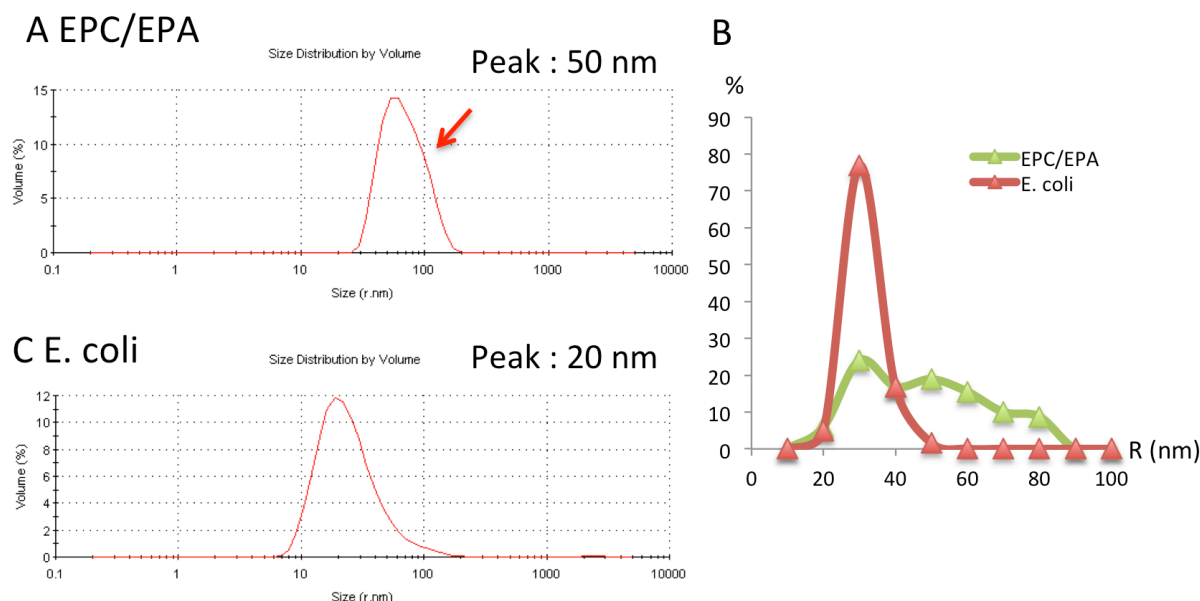 A EPC/EPA
Size Distribution by Volume
Peak : 50 nm
15
10
5
0
Volume (%)
0.1 1 10 100 1000 10000
Size (r.nm)
C E. coli
Size Distribution by Volume
Peak : 20 nm
12
10
8
6
4
2
0
Volume (%)
0.1 1 10 100 1000 10000
Size (r.nm)
B
%
90
80
70
60
50
40
30
20
10
0
EPC/EPA
E. coli
R (nm)
0 20 40 60 80 100